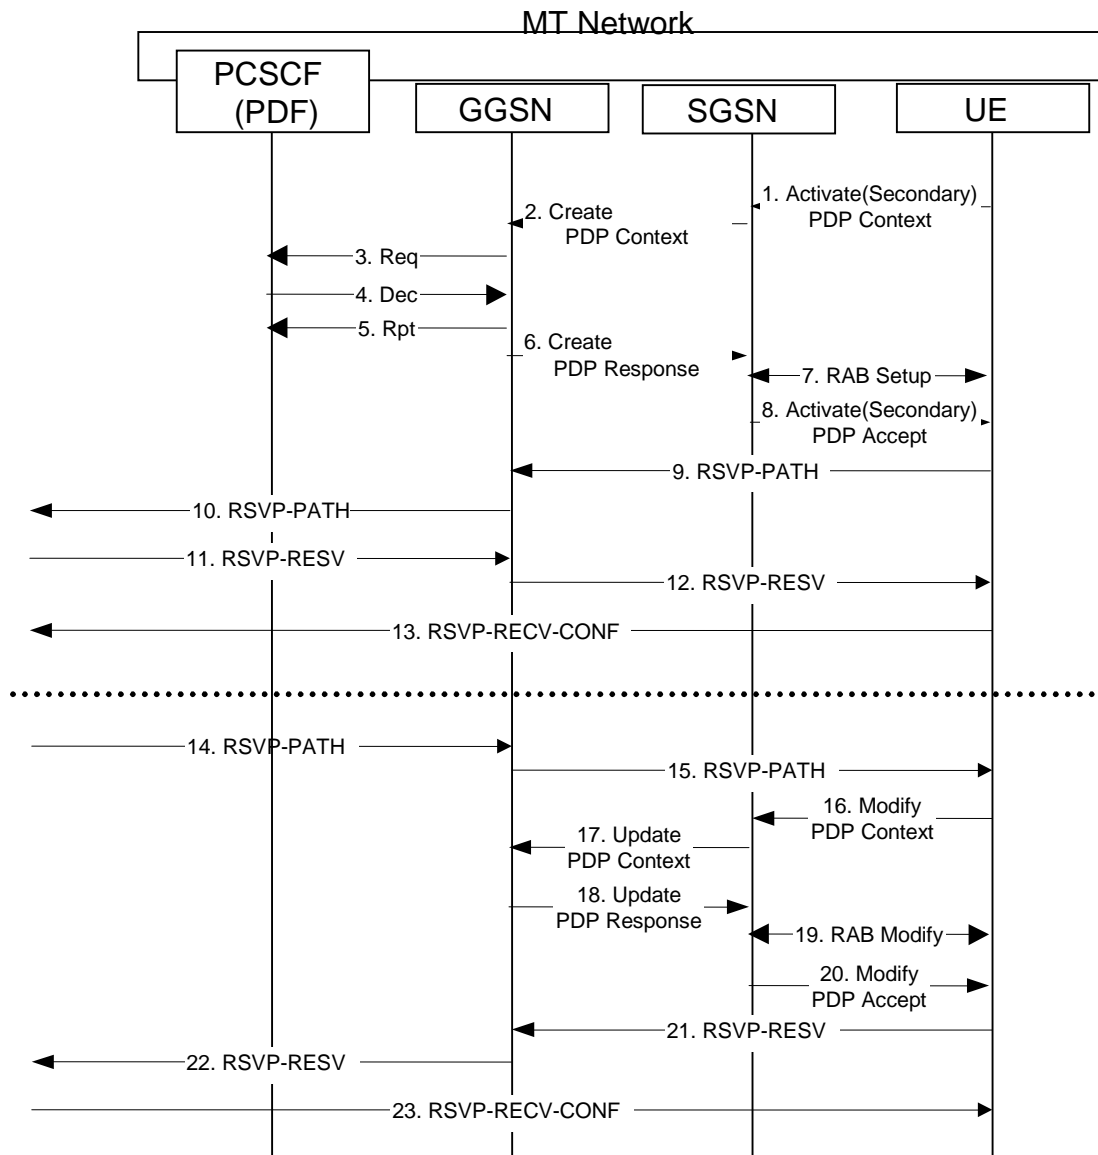 MT Network
PCSCF
(PDF)
GGSN
SGSN
UE
1. Activate(Secondary)
PDP Context
2. Create
PDP Context
3. Req
4. Dec
5. Rpt
6. Create
PDP Response
7. RAB Setup
8. Activate(Secondary)
PDP Accept
9. RSVP-PATH
10. RSVP-PATH
11. RSVP-RESV
12. RSVP-RESV
13. RSVP-RECV-CONF
14. RSVP-PATH
15. RSVP-PATH
16. Modify
PDP Context
17. Update
PDP Context
18. Update
PDP Response
19. RAB Modify
20. Modify
PDP Accept
21. RSVP-RESV
22. RSVP-RESV
23. RSVP-RECV-CONF